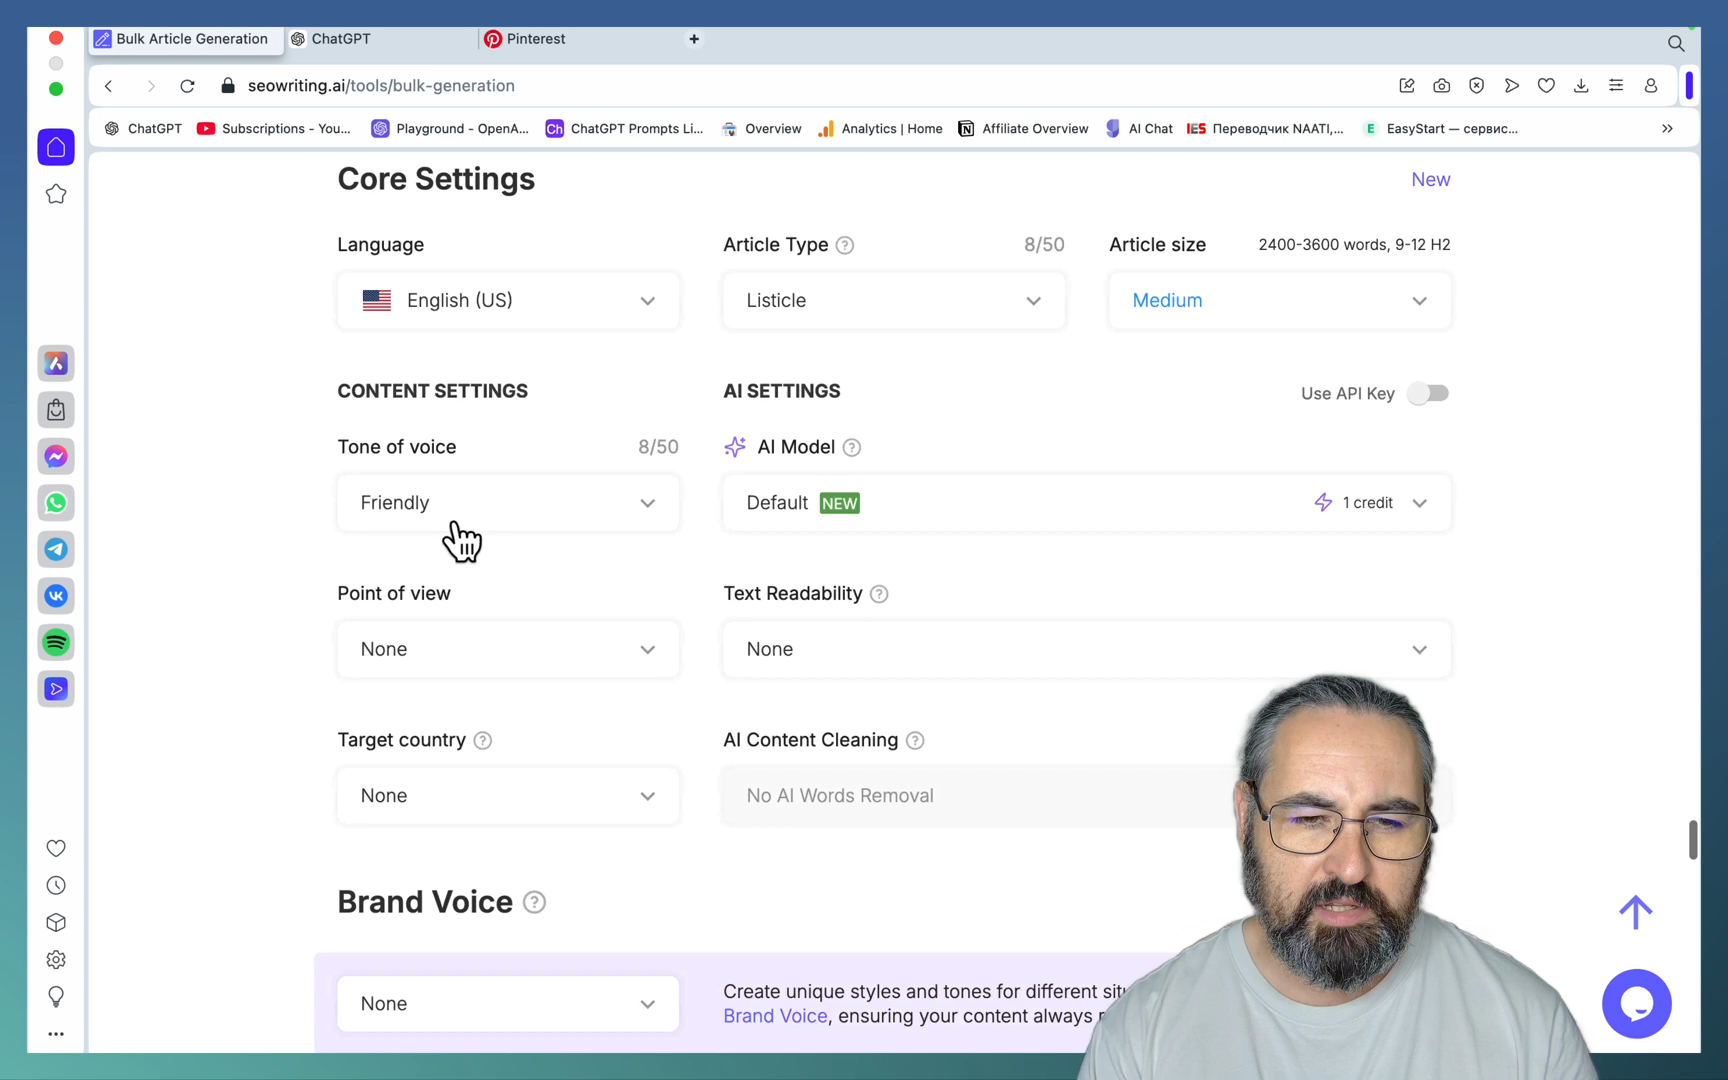 Bulk Article Generation
ChatGPT
Pinterest
+
seowriting.ai/tools/bulk-generation
ChatGPT
Subscriptions - You...
Playground - OpenA...
Ch ChatGPT Prompts Li...
Overview
Analytics | Home
Affiliate Overview
AI Chat
IES Переводчик NAATI,...
E EasyStart — сервис...
Core Settings
New
Language
Article Type ?
8/50
Article size
2400-3600 words, 9-12 H2
English (US)
Listicle
Medium
CONTENT SETTINGS
AI SETTINGS
Use API Key
Tone of voice
8/50
AI Model ?
Friendly
Default NEW
1 credit
Point of view
Text Readability ?
None
None
Target country ?
AI Content Cleaning ?
None
No AI Words Removal
Brand Voice ?
None
Create unique styles and tones for different
Brand Voice, ensuring your content always